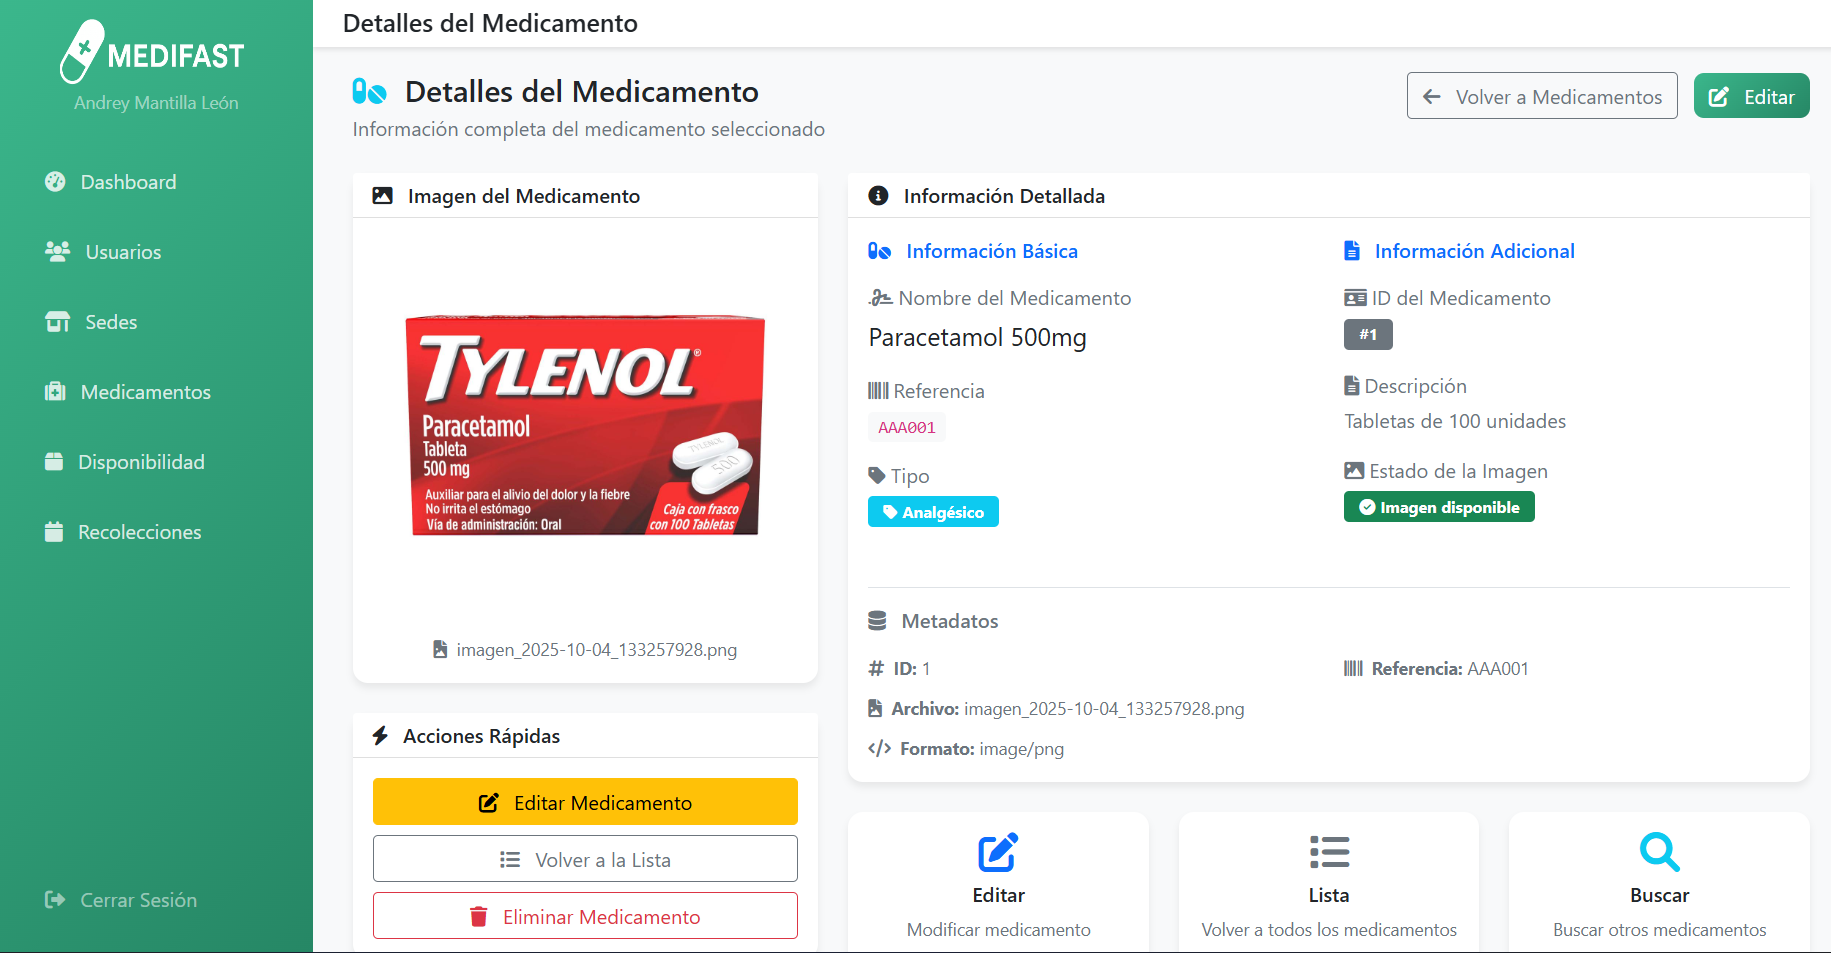 MEDIFAST
Andrey Mantilla León
Dashboard
Usuarios
Sedes
Medicamentos
Disponibilidad
Recolecciones
Cerrar Sesión
Detalles del Medicamento
Detalles del Medicamento
Información completa del medicamento seleccionado
Volver a Medicamentos
Editar
Imagen del Medicamento
TYLENOL®
Paracetamol
Tableta
500 mg
Auxiliar para el alivio del dolor y la fiebre
No irrita el estómago
Vía de administración: Oral
TYLENOL
500
Caja con frasco
con 100 Tabletas
imagen_2025-10-04_133257928.png
Acciones Rápidas
Editar Medicamento
Volver a la Lista
Eliminar Medicamento
Información Detallada
Información Básica
Nombre del Medicamento
Paracetamol 500mg
Referencia
AAA001
Tipo
Analgésico
Información Adicional
ID del Medicamento
#1
Descripción
Tabletas de 100 unidades
Estado de la Imagen
Imagen disponible
Metadatos
ID: 1
Referencia: AAA001
Archivo: imagen_2025-10-04_133257928.png
Formato: image/png
Editar
Modificar medicamento
Lista
Volver a todos los medicamentos
Buscar
Buscar otros medicamentos